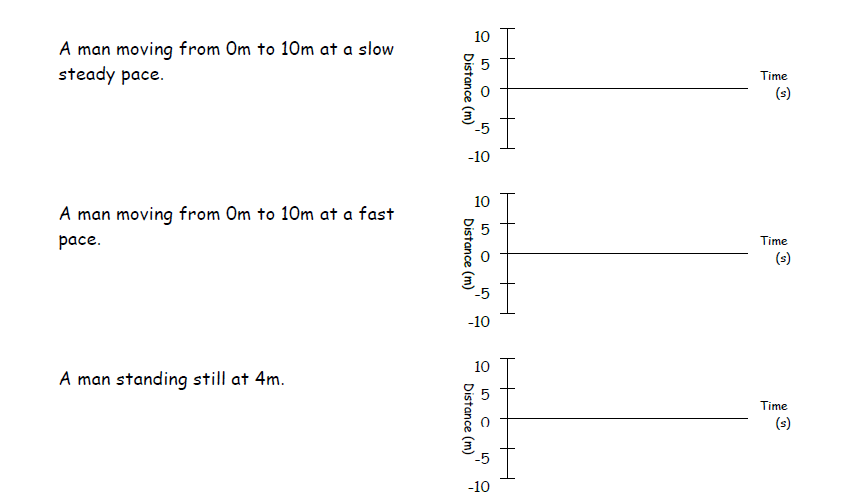 A man moving from 0m to 10m at a slow
steady pace.
10
5
0
-5
-10
Distance (m)
Time
(s)
A man moving from 0m to 10m at a fast
pace.
10
5
0
-5
-10
Distance (m)
Time
(s)
A man standing still at 4m.
10
5
0
-5
-10
Distance (m)
Time
(s)